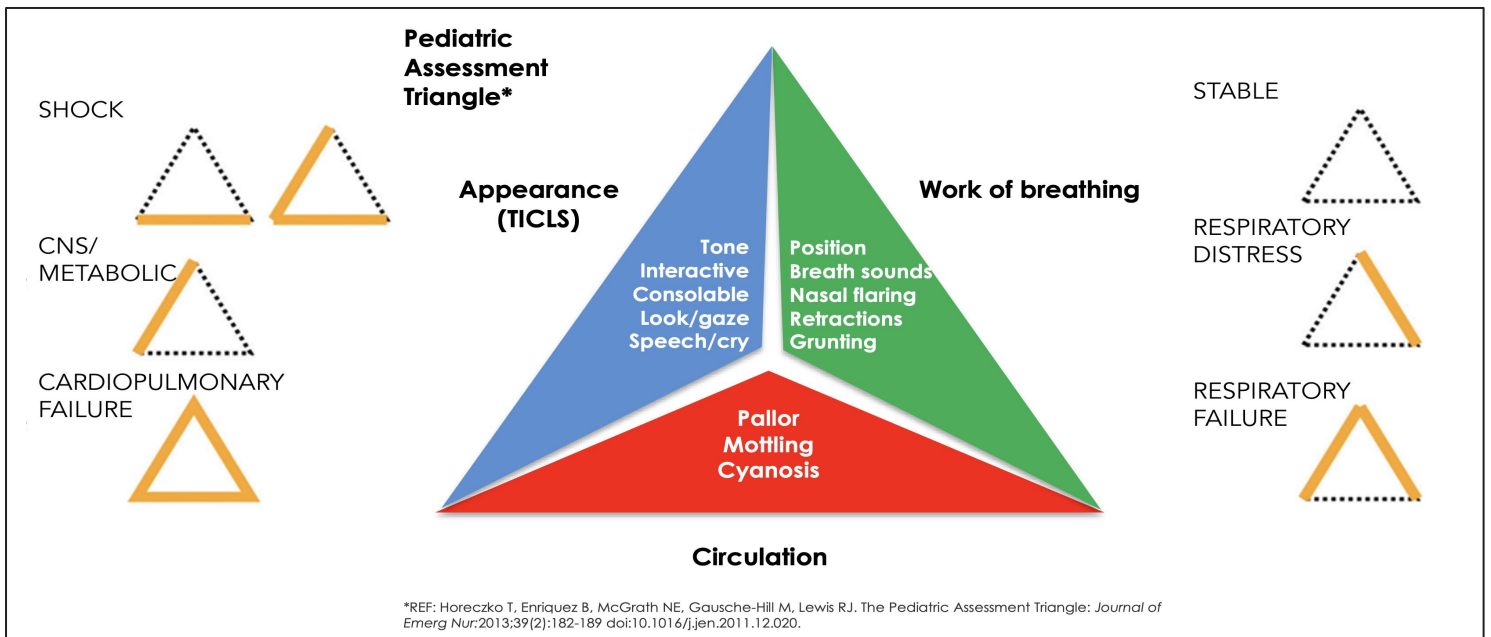 Pediatric
Assessment
Triangle*
SHOCK
CNS/
METABOLIC
CARDIOPULMONARY
FAILURE
Appearance
(TICLS)
Tone
Interactive
Consolable
Look/gaze
Speech/cry
Work of breathing
Position
Breath sounds
Nasal flaring
Retractions
Grunting
Pallor
Mottling
Cyanosis
Circulation
STABLE
RESPIRATORY
DISTRESS
RESPIRATORY
FAILURE
*REF: Horeczko T, Enriquez B, McGrath NE, Gausche-Hill M, Lewis RJ. The Pediatric Assessment Triangle: Journal of
Emerg Nur:2013;39(2):182-189 doi:10.1016/j.jen.2011.12.020.